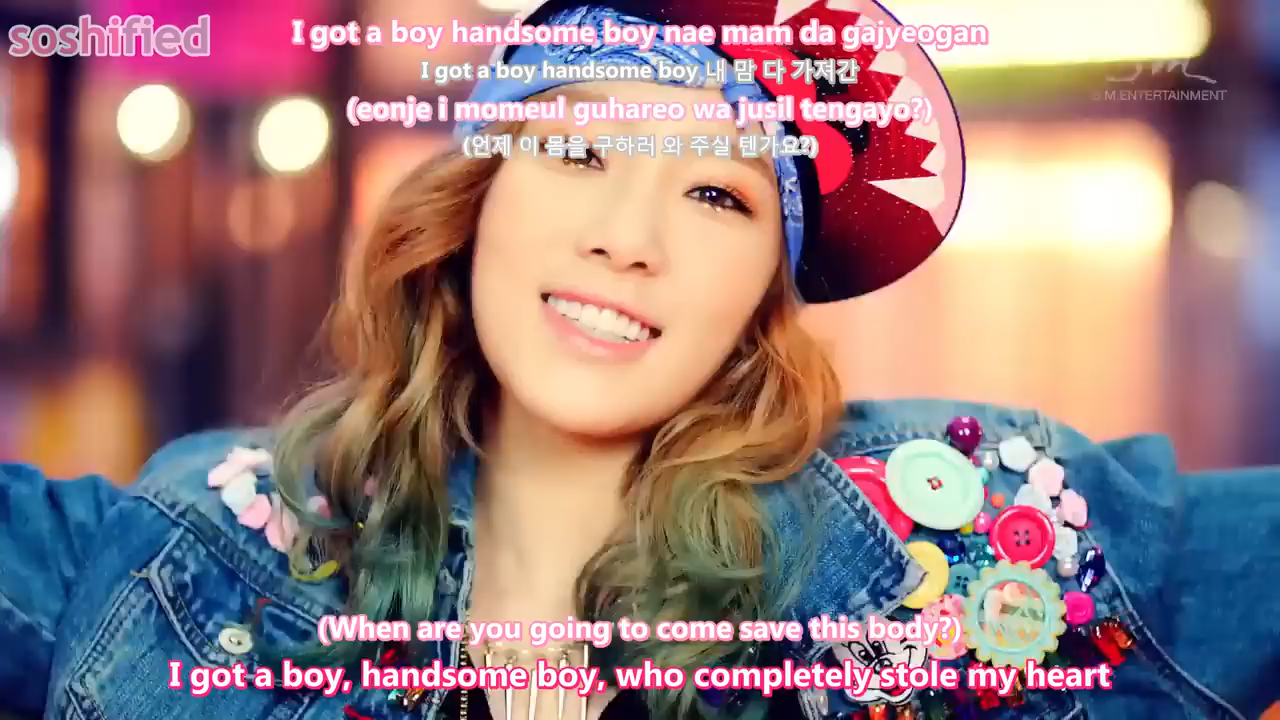 soshified
I got a boy handsome boy nae mam da gajyeogan
I got a boy handsome boy 내 맘 다 가져간
(eonje i momeul guhareo wa jusil tengayo?)
(언제 이 몸을 구하러 와 주실 텐가요?)
S.M.ENTERTAINMENT
(When are you going to come save this body?)
I got a boy, handsome boy, who completely stole my heart